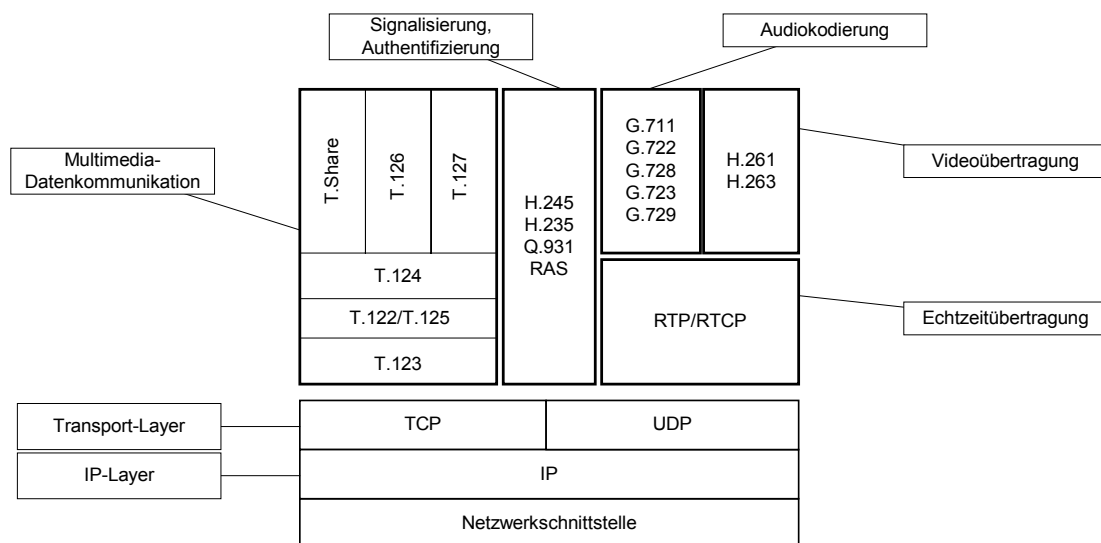 Signalisierung,
Authentifizierung
Audiokodierung
Multimedia-
Datenkommunikation
T.Share
T.126
T.127
T.124
T.122/T.125
T.123
H.245
H.235
Q.931
RAS
G.711
G.722
G.728
G.723
G.729
H.261
H.263
Videoübertragung
RTP/RTCP
Echtzeitübertragung
Transport-Layer
TCP
UDP
IP-Layer
IP
Netzwerkschnittstelle